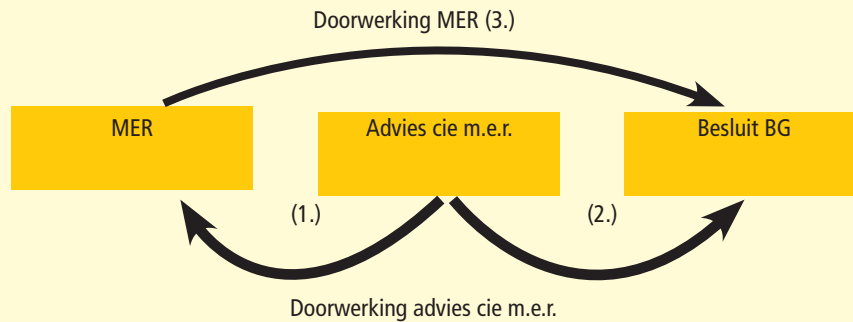 Doorwerking MER (3.)
MER
Advies cie m.e.r.
Besluit BG
(1.)
(2.)
Doorwerking advies cie m.e.r.